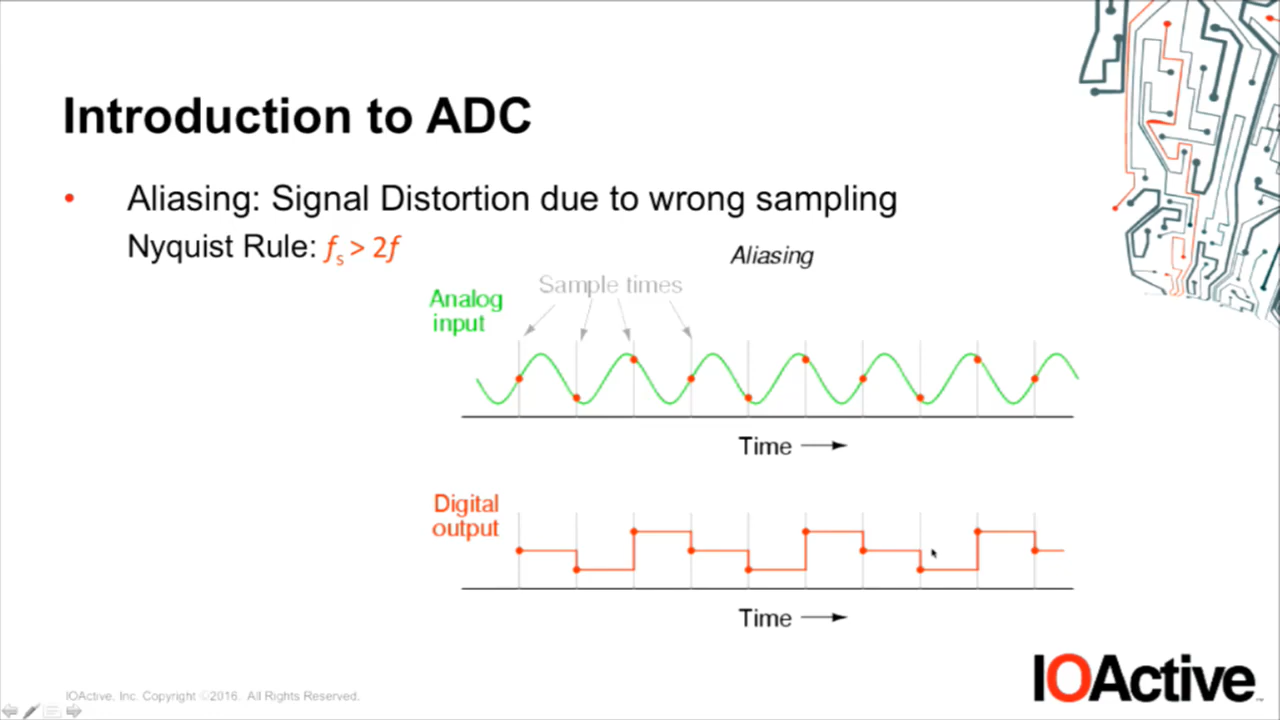 Introduction to ADC
• Aliasing: Signal Distortion due to wrong sampling
Nyquist Rule: fs > 2f
Aliasing
Sample times
Analog
input
Time
Digital
output
Time
IOActive, Inc. Copyright ©2016. All Rights Reserved.
IOActive™